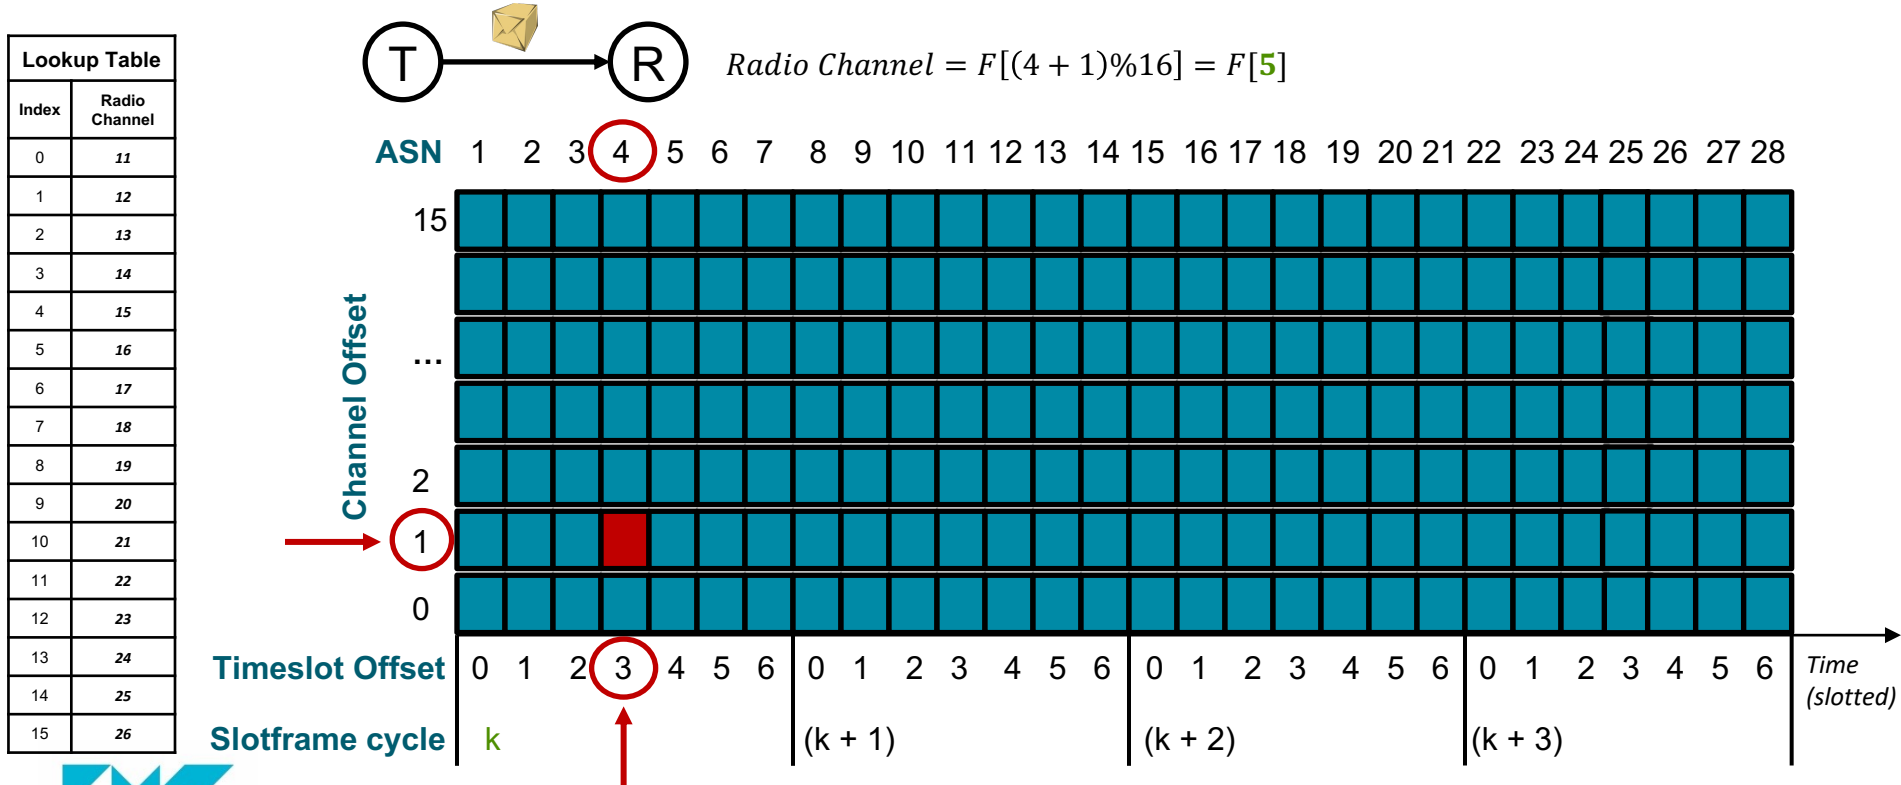 Lookup Table
Index Radio Channel
0 11
1 12
2 13
3 14
4 15
5 16
6 17
7 18
8 19
9 20
10 21
11 22
12 23
13 24
14 25
15 26
T R
Radio Channel = F[(4 + 1)%16] = F[5]
ASN 1 2 3 4 5 6 7 8 9 10 11 12 13 14 15 16 17 18 19 20 21 22 23 24 25 26 27 28
Channel Offset
15
...
2
1
0
Timeslot Offset 0 1 2 3 4 5 6 0 1 2 3 4 5 6 0 1 2 3 4 5 6 0 1 2 3 4 5 6
Time
(slotted)
Slotframe cycle k (k + 1) (k + 2) (k + 3)